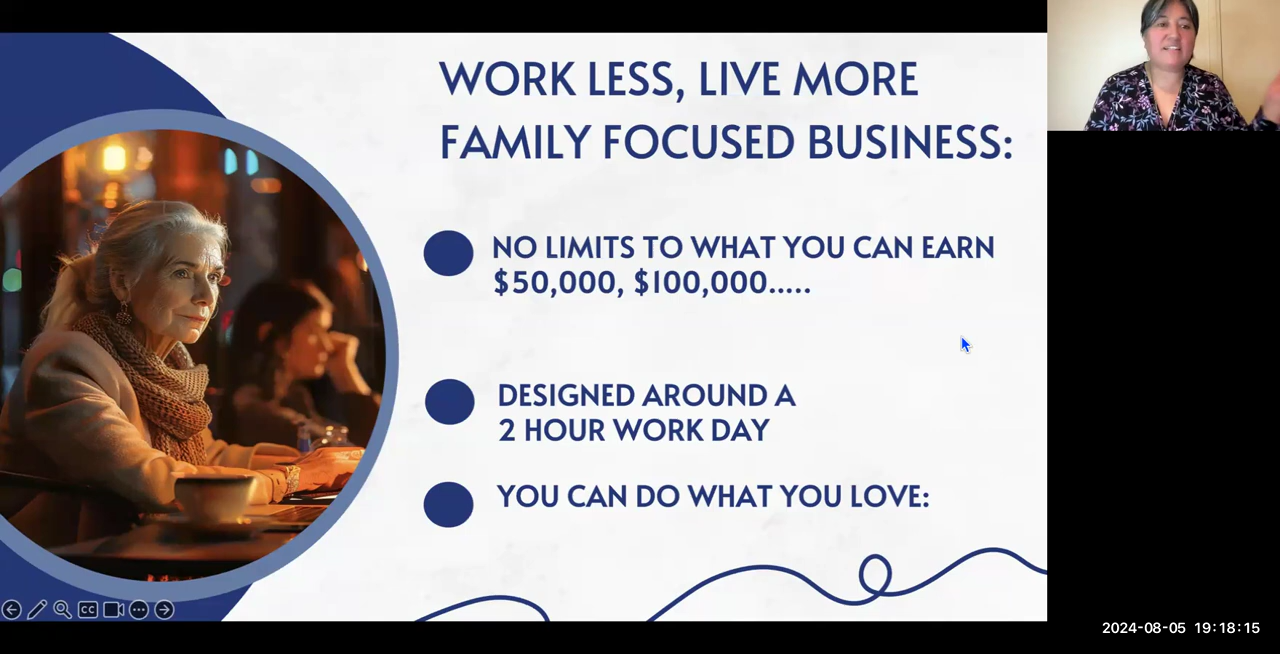 WORK LESS, LIVE MORE
FAMILY FOCUSED BUSINESS:
NO LIMITS TO WHAT YOU CAN EARN
$50,000, $100,000.....
DESIGNED AROUND A
2 HOUR WORK DAY
YOU CAN DO WHAT YOU LOVE:
CC
2024-08-05 19:18:15